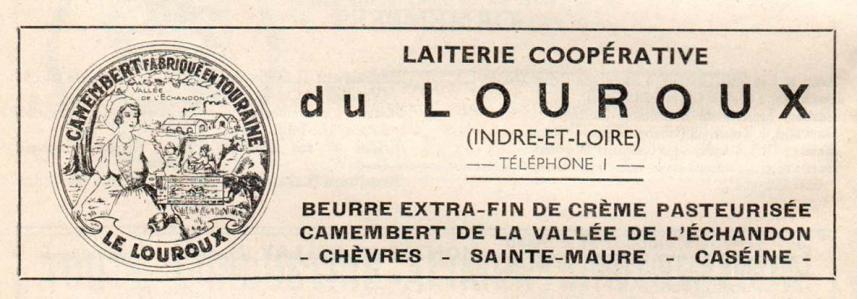 CAMEMBERT FABRIQUÉ EN TOURAINE
VALLÉE
DE L'ÉCHANDON
LE LOUROUX
LAITERIE COOPÉRATIVE
du LOUROUX
(INDRE-ET-LOIRE)
— TÉLÉPHONE I —
BEURRE EXTRA-FIN DE CRÈME PASTEURISÉE
CAMEMBERT DE LA VALLÉE DE L'ÉCHANDON
- CHÈVRES - SAINTE-MAURE - CASÉINE -